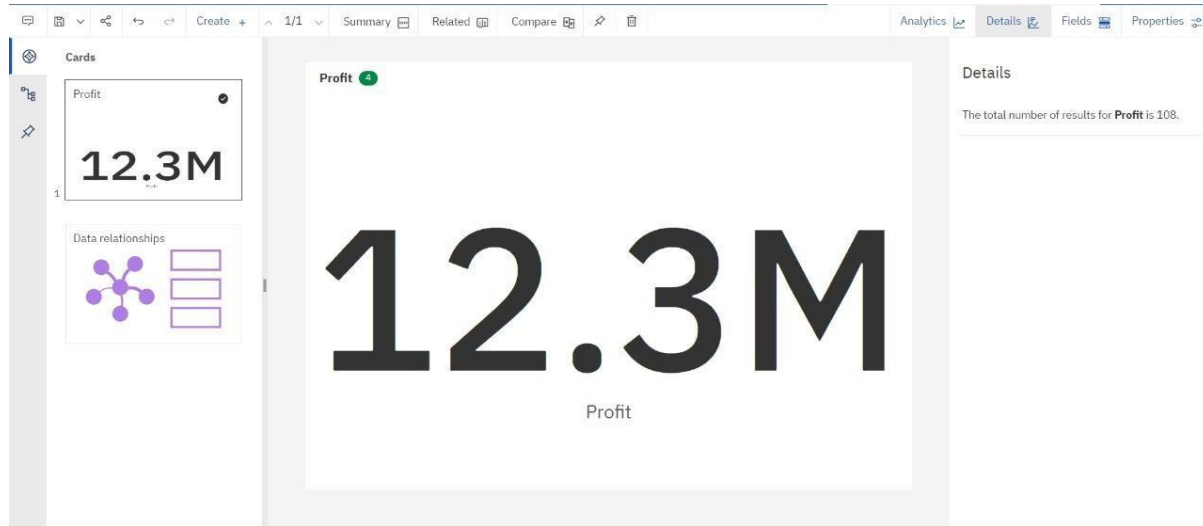 Create +
1/1
Summary
Related
Compare
Analytics
Details
Fields
Properties
Cards
Profit
12.3M
Profit
1
Data relationships
Profit 4
12.3M
Profit
Details
The total number of results for Profit is 108.